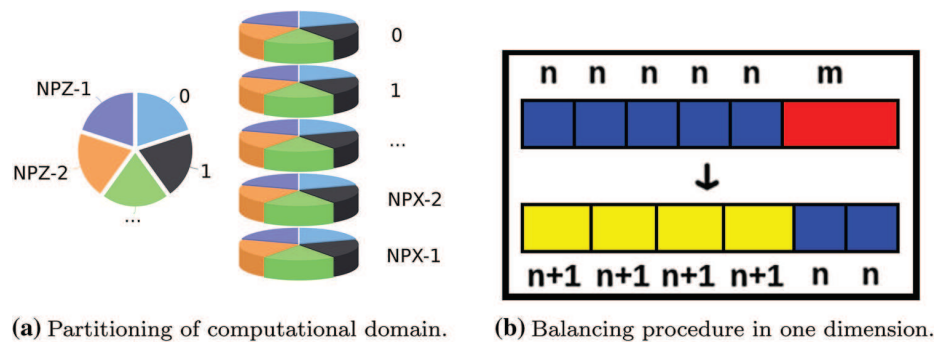 NPZ-1
0
NPZ-2
1
...
0
1
...
NPX-2
NPX-1
n n n n n m
n+1 n+1 n+1 n+1 n n
(a) Partitioning of computational domain.
(b) Balancing procedure in one dimension.